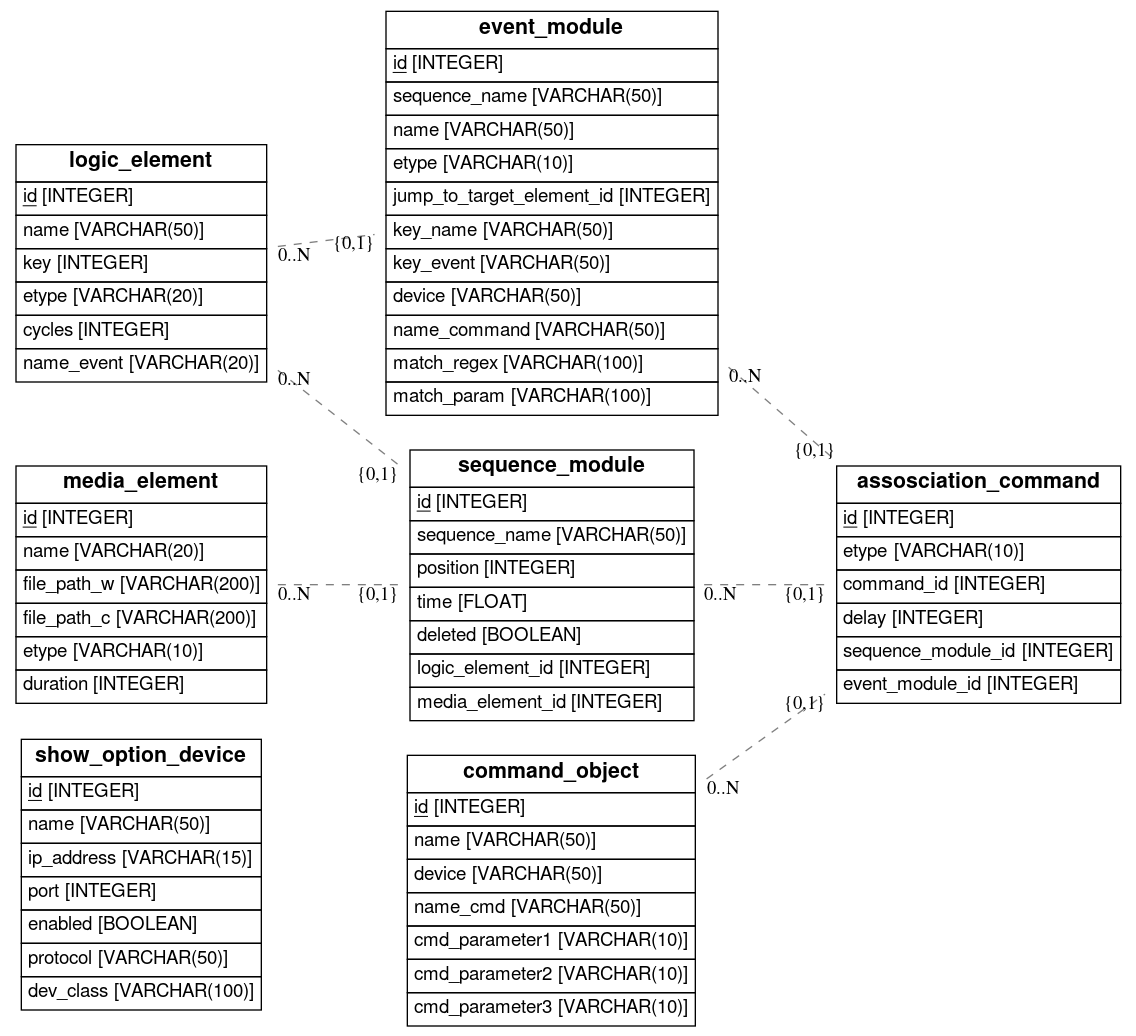 event_module
id [INTEGER]
sequence_name [VARCHAR(50)]
name [VARCHAR(50)]
etype [VARCHAR(10)]
jump_to_target_element_id [INTEGER]
key_name [VARCHAR(50)]
key_event [VARCHAR(50)]
device [VARCHAR(50)]
name_command [VARCHAR(50)]
match_regex [VARCHAR(100)]
match_param [VARCHAR(100)]
logic_element
id [INTEGER]
name [VARCHAR(50)]
key [INTEGER]
etype [VARCHAR(20)]
cycles [INTEGER]
name_event [VARCHAR(20)]
0..N
{0,1}
0..N
{0,1}
0..N
{0,1}
media_element
id [INTEGER]
name [VARCHAR(20)]
file_path_w [VARCHAR(200)]
file_path_c [VARCHAR(200)]
etype [VARCHAR(10)]
duration [INTEGER]
0..N
{0,1}
sequence_module
id [INTEGER]
sequence_name [VARCHAR(50)]
position [INTEGER]
time [FLOAT]
deleted [BOOLEAN]
logic_element_id [INTEGER]
media_element_id [INTEGER]
0..N
{0,1}
assosciation_command
id [INTEGER]
etype [VARCHAR(10)]
command_id [INTEGER]
delay [INTEGER]
sequence_module_id [INTEGER]
event_module_id [INTEGER]
{0,1}
0..N
show_option_device
id [INTEGER]
name [VARCHAR(50)]
ip_address [VARCHAR(15)]
port [INTEGER]
enabled [BOOLEAN]
protocol [VARCHAR(50)]
dev_class [VARCHAR(100)]
command_object
id [INTEGER]
name [VARCHAR(50)]
device [VARCHAR(50)]
name_cmd [VARCHAR(50)]
cmd_parameter1 [VARCHAR(10)]
cmd_parameter2 [VARCHAR(10)]
cmd_parameter3 [VARCHAR(10)]